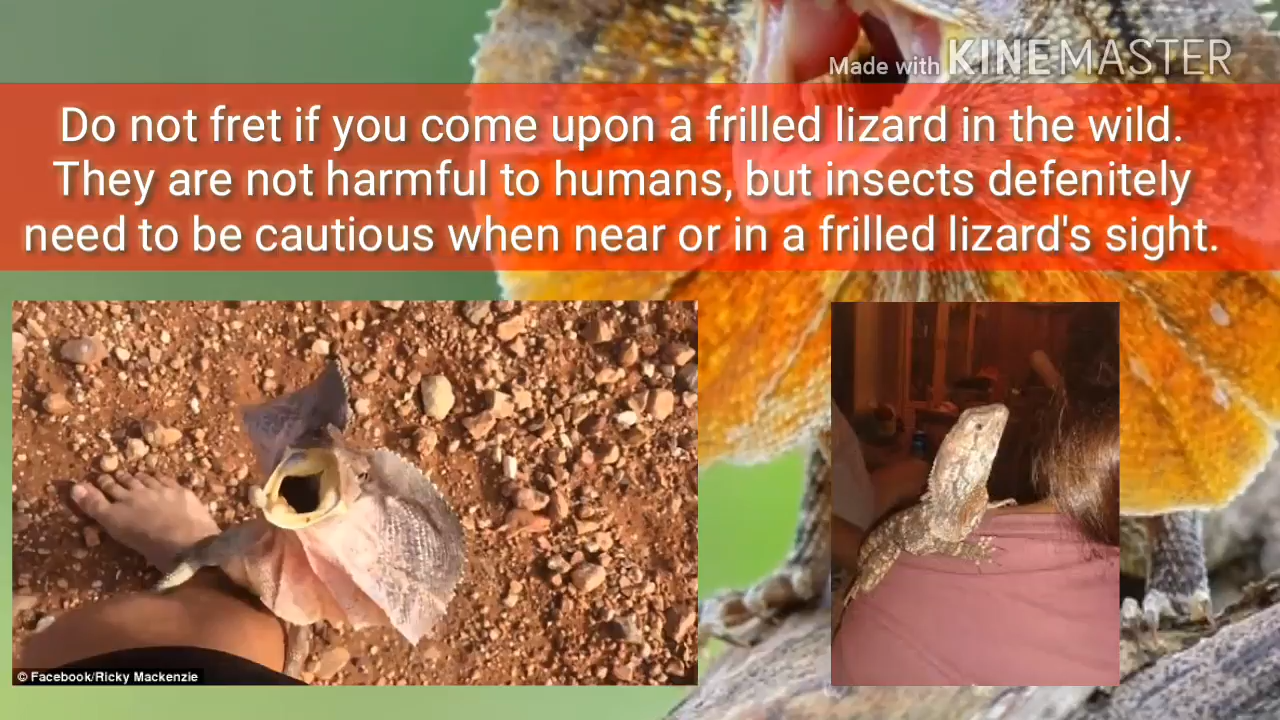 Made with KINEMASTER
Do not fret if you come upon a frilled lizard in the wild.
They are not harmful to humans, but insects defenitely
need to be cautious when near or in a frilled lizard's sight.
© Facebook/Ricky Mackenzie